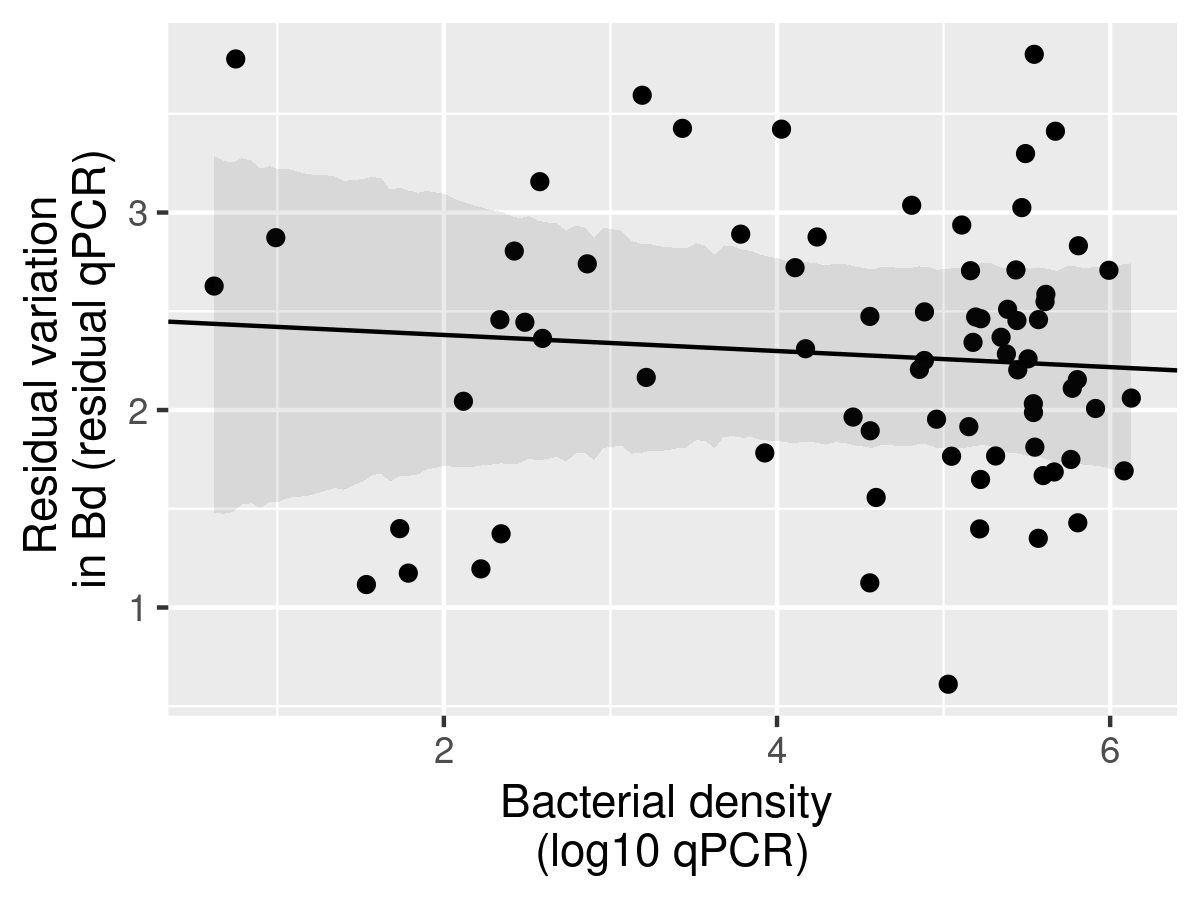 Residual variation
in Bd (residual qPCR)
3
2
1
2
4
6
Bacterial density
(log10 qPCR)